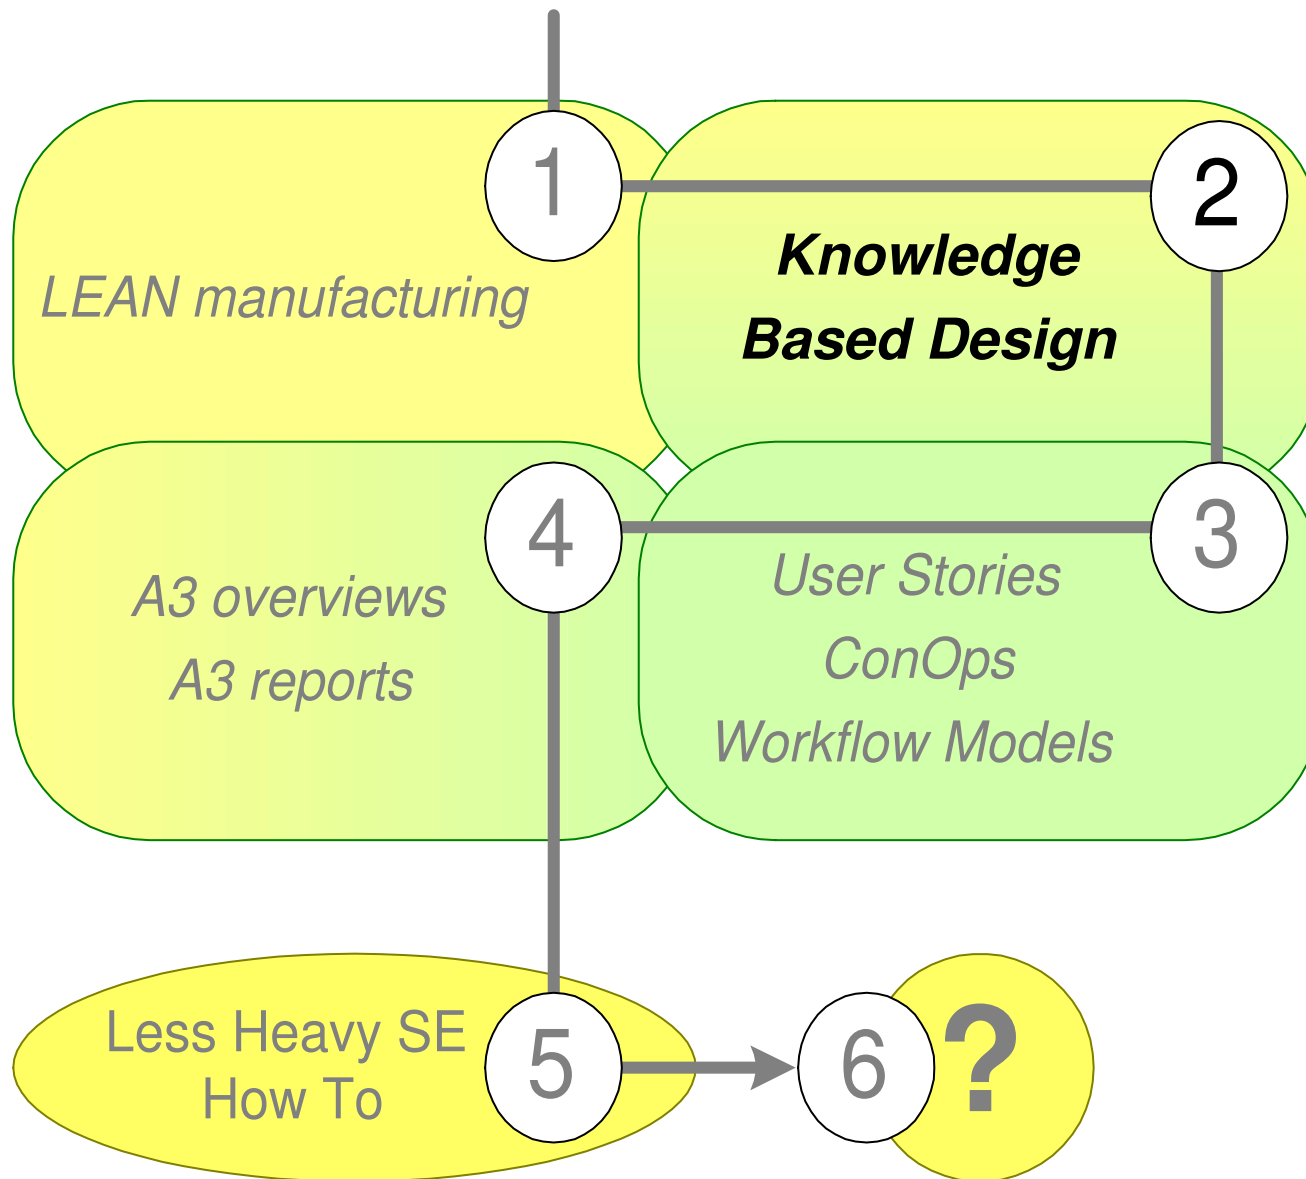 1
LEAN manufacturing
2
Knowledge
Based Design
3
User Stories
ConOps
Workflow Models
4
A3 overviews
A3 reports
5
Less Heavy SE
How To
6
?